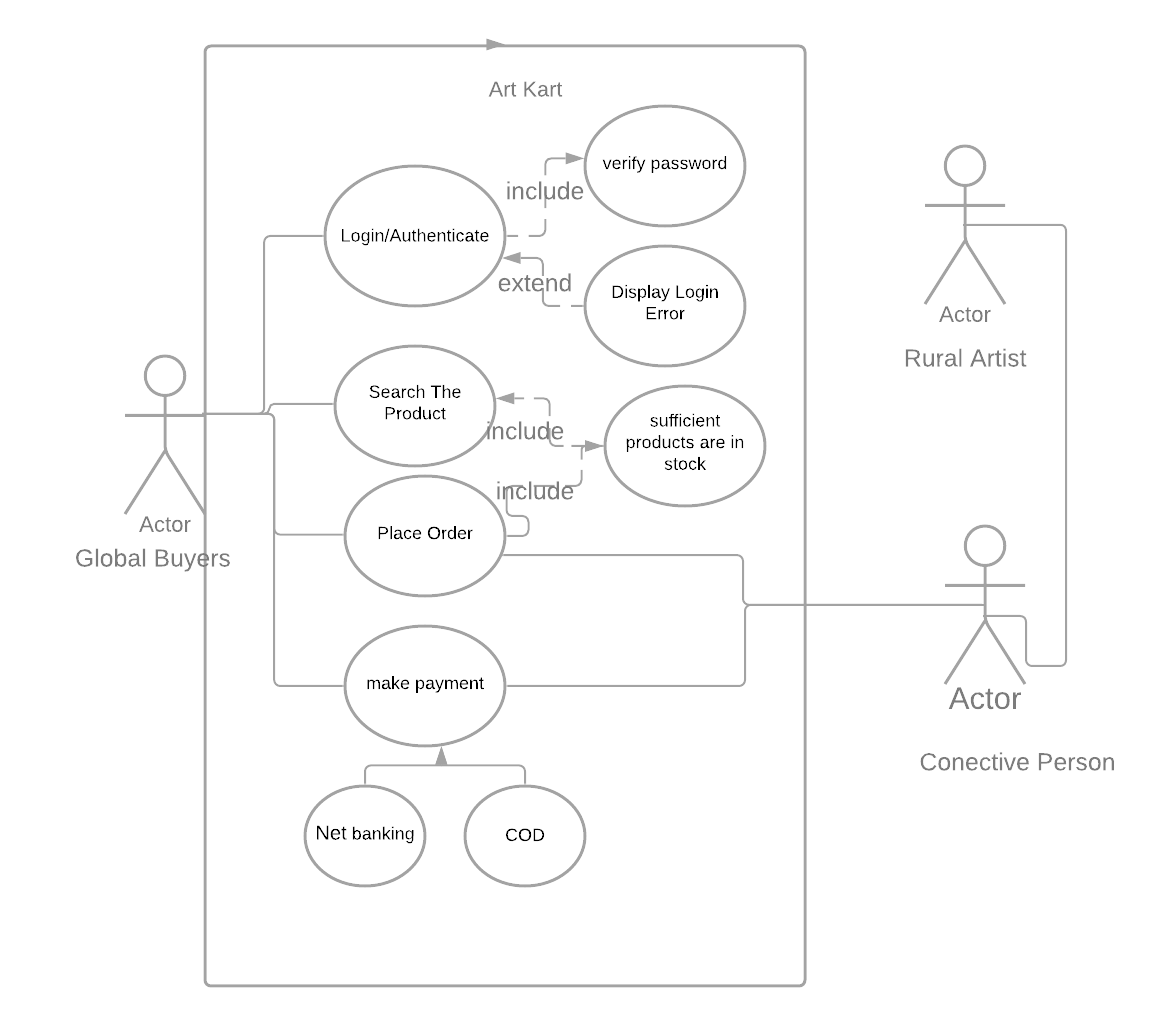 Art Kart
verify password
include
Login/Authenticate
extend
Display Login
Error
Actor
Rural Artist
Search The
Product
sufficient
products are in
stock
include
include
Actor
Global Buyers
Place Order
make payment
Actor
Conective Person
Net banking
COD